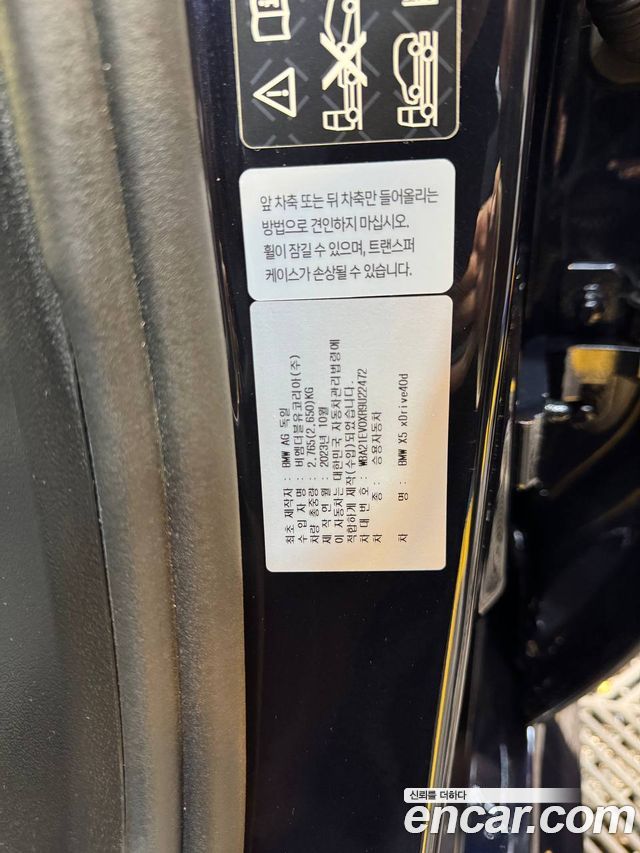 앞 차축 또는 뒤 차축만 들어올리는
방법으로 견인하지 마십시오.
휠이 잠길 수 있으며, 트랜스퍼
케이스가 손상될 수 있습니다.
최초 제작자 : BMW AG 독일
수 입 자 명 : 비엠더블유코리아(주)
차량 총중량 : 2,765(2,650)KG
제 작 연 월 : 2023년 10월
이 자동차는 대한민국, 자동차관리법령에
적합하게 제작(수입)되었습니다.
차 대 번 호 : WBA21EV0XR9U22472
차 종 : 승용자동차
차 명 : BMW X5 xDrive40d
신뢰를 더하다
encar.com